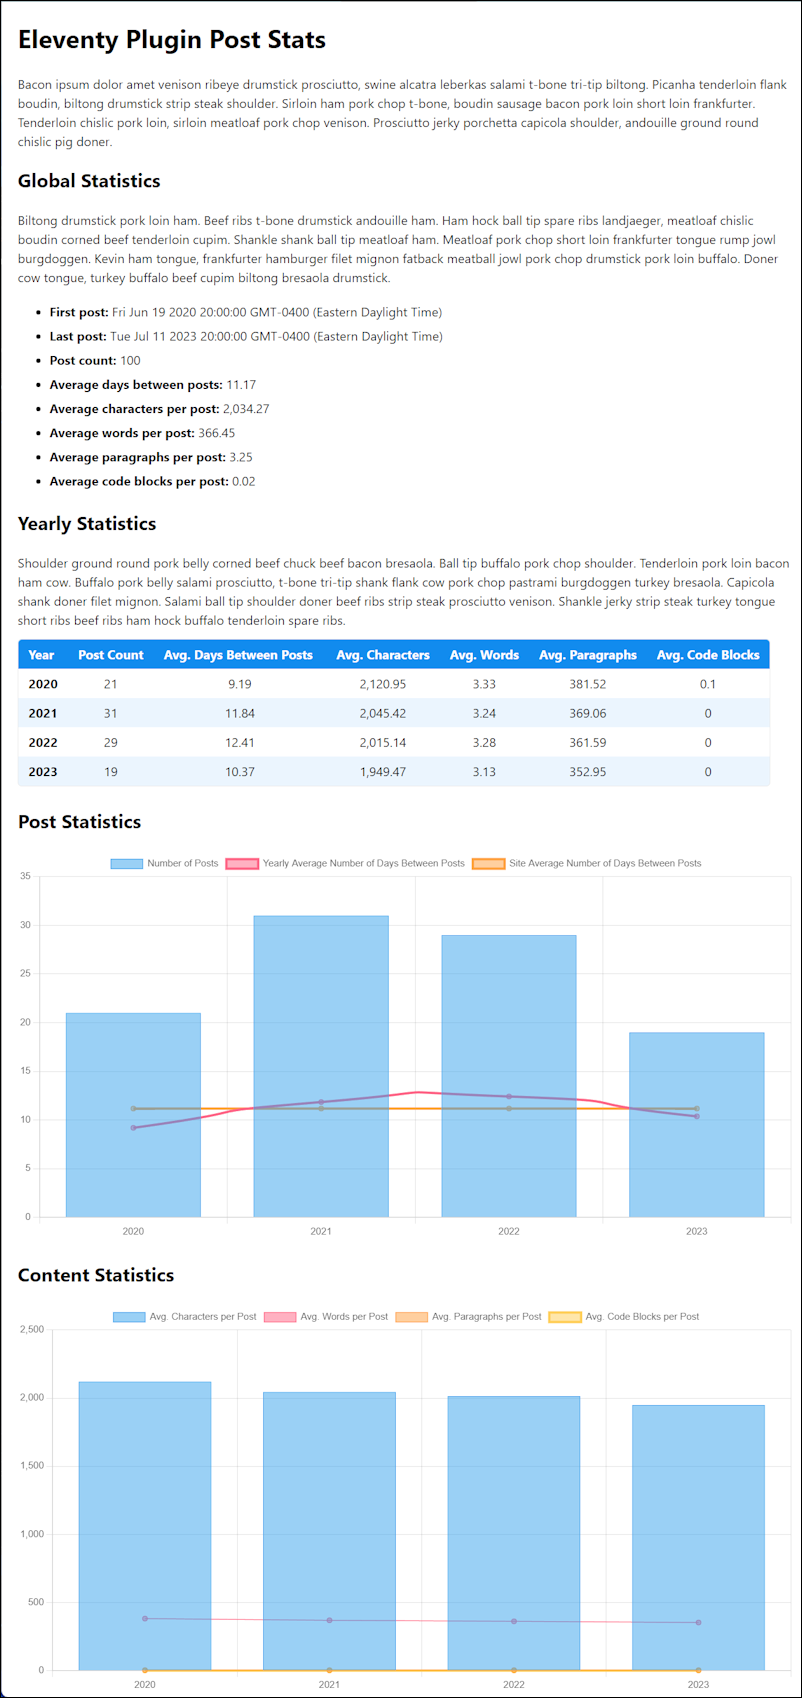 Eleventy Plugin Post Stats
Bacon ipsum dolor amet venison ribeye drumstick prosciutto, swine alcatra leberkas salami t-bone tri-tip biltong. Picanha tenderloin flank
boudin, biltong drumstick strip steak shoulder. Sirloin ham pork chop t-bone, boudin sausage bacon pork loin short loin frankfurter.
Tenderloin chislic pork loin, sirloin meatloaf pork chop venison. Prosciutto jerky porchetta capicola shoulder, andouille ground round
chislic pig doner.
Global Statistics
Biltong drumstick pork loin ham. Beef ribs t-bone drumstick andouille ham. Ham hock ball tip spare ribs landjaeger, meatloaf chislic
boudin corned beef tenderloin cupim. Shankle shank ball tip meatloaf ham. Meatloaf pork chop short loin frankfurter tongue rump jowl
burgdoggen. Kevin ham tongue, frankfurter hamburger filet mignon fatback meatball jowl pork chop drumstick pork loin buffalo. Doner
cow tongue, turkey buffalo beef cupim biltong bresaola drumstick.
• First post: Fri Jun 19 2020 20:00:00 GMT-0400 (Eastern Daylight Time)
• Last post: Tue Jul 11 2023 20:00:00 GMT-0400 (Eastern Daylight Time)
• Post count: 100
• Average days between posts: 11.17
• Average characters per post: 2,034.27
• Average words per post: 366.45
• Average paragraphs per post: 3.25
• Average code blocks per post: 0.02
Yearly Statistics
Shoulder ground round pork belly corned beef chuck beef bacon bresaola. Ball tip buffalo pork chop shoulder. Tenderloin pork loin bacon
ham cow. Buffalo pork belly salami prosciutto, t-bone tri-tip shank flank cow pork chop pastrami burgdoggen turkey bresaola. Capicola
shank doner filet mignon. Salami ball tip shoulder doner beef ribs strip steak prosciutto venison. Shankle jerky strip steak turkey tongue
short ribs beef ribs ham hock buffalo tenderloin spare ribs.
Year Post Count Avg. Days Between Posts Avg. Characters Avg. Words Avg. Paragraphs Avg. Code Blocks
2020 21 9.19 2,120.95 3.33 381.52 0.1
2021 31 11.84 2,045.42 3.24 369.06 0
2022 29 12.41 2,015.14 3.28 361.59 0
2023 19 10.37 1,949.47 3.13 352.95 0
Post Statistics
Number of Posts Yearly Average Number of Days Between Posts Site Average Number of Days Between Posts
35
30
25
20
15
10
5
0
2020 2021 2022 2023
Content Statistics
Avg. Characters per Post Avg. Words per Post Avg. Paragraphs per Post Avg. Code Blocks per Post
2,500
2,000
1,500
1,000
500
0
2020 2021 2022 2023